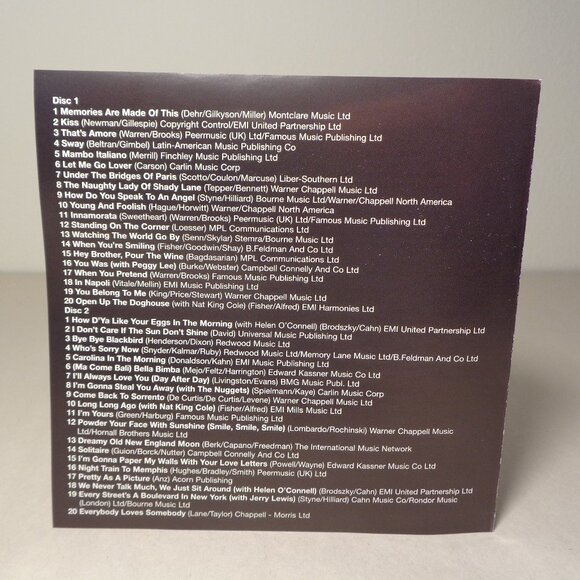 Disc 1
1 Memories Are Made Of This (Dehr/Gilkyson/Miller) Montclare Music Ltd
2 Kiss (Newman/Gillespie) Copyright Control/EMI United Partnership Ltd
3 That's Amore (Warren/Brooks) Peermusic (UK) Ltd/Famous Music Publishing Ltd
4 Sway (Beltran/Gimbel) Latin-American Music Publishing Co
5 Mambo Italiano (Merrill) Finchley Music Publishing Ltd
6 Let Me Go Lover (Carson) Carlin Music Corp
7 Under The Bridges Of Paris (Scotto/Coulon/Marcuse) Liber-Southern Ltd
8 The Naughty Lady Of Shady Lane (Tepper/Bennett) Warner Chappell Music Ltd
9 How Do You Speak To An Angel (Styne/Hilliard) Bourne Music Ltd/Warner/Chappell North America
10 Young And Foolish (Hague/Horwitt) Warner/Chappell North America
11 Innamorata (Sweetheart) (Warren/Brooks) Peermusic (UK) Ltd/Famous Music Publishing Ltd
12 Standing On The Corner (Loesser) MPL Communications Ltd
13 Watching The World Go By (Senn/Skylar) Stemra/Bourne Music Ltd
14 When You're Smiling (Fisher/Goodwin/Shay) B.Feldman And Co Ltd
15 Hey Brother, Pour The Wine (Bagdasarian) MPL Communications Ltd
16 You Was (with Peggy Lee) (Burke/Webster) Campbell Connelly And Co Ltd
17 When You Pretend (Warren/Brooks) Famous Music Publishing Ltd
18 In Napoli (Vitale/Mellin) EMI Music Publishing Ltd
19 You Belong To Me (King/Price/Stewart) Warner Chappell Music Ltd
20 Open Up The Doghouse (with Nat King Cole) (Fisher/Alfred) EMI Harmonies Ltd
Disc 2
1 How D'Ya Like Your Eggs In The Morning (with Helen O'Connell) (Brodszky/Cahn) EMI United Partnership Ltd
2 I Don't Care If The Sun Don't Shine (David) Universal Music Publishing Ltd
3 Bye Bye Blackbird (Henderson/Dixon) Redwood Music Ltd
4 Who's Sorry Now (Snyder/Kalmar/Ruby) Redwood Music Ltd/Memory Lane Music Ltd/B.Feldman And Co Ltd
5 Carolina In The Morning (Donaldson/Kahn) EMI Music Publishing Ltd
6 (Ma Come Bali) Bella Bimba (Mejo/Feltz/Harrington) Edward Kassner Music Co Ltd
7 I'll Always Love You (Day After Day) (Livingston/Evans) BMG Music Publ. Ltd
8 I'm Gonna Steal You Away (with The Nuggets) (Spielmann/Kaye) Carlin Music Corp
9 Come Back To Sorrento (De Curtis/De Curtis/Levene) Warner Chappell Music Ltd
10 Long Long Ago (with Nat King Cole) (Fisher/Alfred) EMI Mills Music Ltd
11 I'm Yours (Green/Harburg) Famous Music Publishing Ltd
12 Powder Your Face With Sunshine (Smile, Smile, Smile) (Lombardo/Rochinski) Warner Chappell Music
Ltd/Hornall Brothers Music Ltd
13 Dreamy Old New England Moon (Berk/Capano/Freedman) The International Music Network
14 Solitaire (Guion/Borck/Nutter) Campbell Connelly And Co Ltd
15 I'm Gonna Paper My Walls With Your Love Letters (Powell/Wayne) Edward Kassner Music Co Ltd
16 Night Train To Memphis (Hughes/Bradley/Smith) Peermusic (UK) Ltd
17 Pretty As A Picture (Anz) Acorn Publishing
18 We Never Talk Much, We Just Sit Around (with Helen O'Connell) (Brodszky/Cahn) EMI United Partnership Ltd
19 Every Street's A Boulevard In New York (with Jerry Lewis) (Styne/Hilliard) Cahn Music Co/Rondor Music
(London) Ltd/Bourne Music Ltd
20 Everybody Loves Somebody (Lane/Taylor) Chappell - Morris Ltd